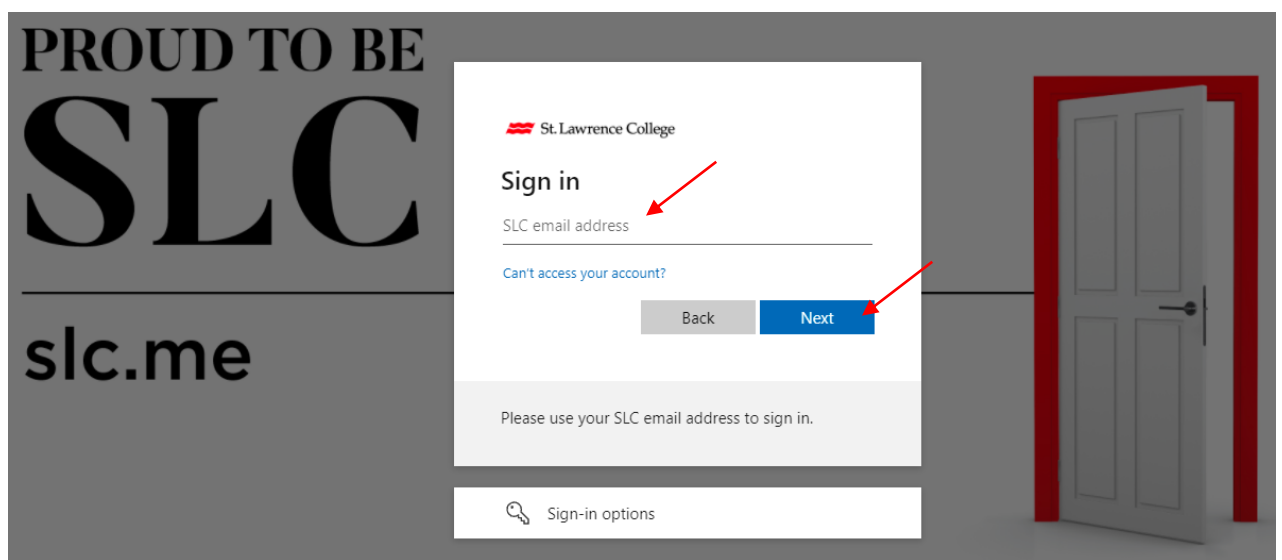 PROUD TO BE
SLC
slc.me
St. Lawrence College
Sign in
SLC email address
Can't access your account?
Back
Next
Please use your SLC email address to sign in.
Sign-in options